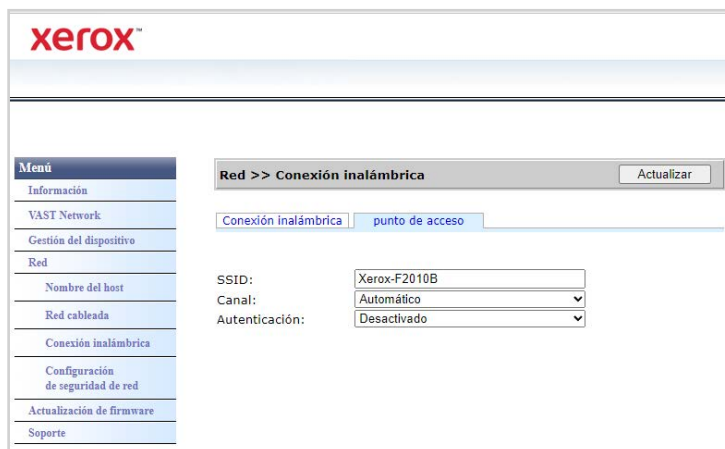 xerox™
Menú
Información
VAST Network
Gestión del dispositivo
Red
Nombre del host
Red cableada
Conexión inalámbrica
Configuración
de seguridad de red
Actualización de firmware
Soporte
Red >> Conexión inalámbrica
Actualizar
Conexión inalámbrica
punto de acceso
SSID: Xerox-F2010B
Canal: Automático
Autenticación: Desactivado